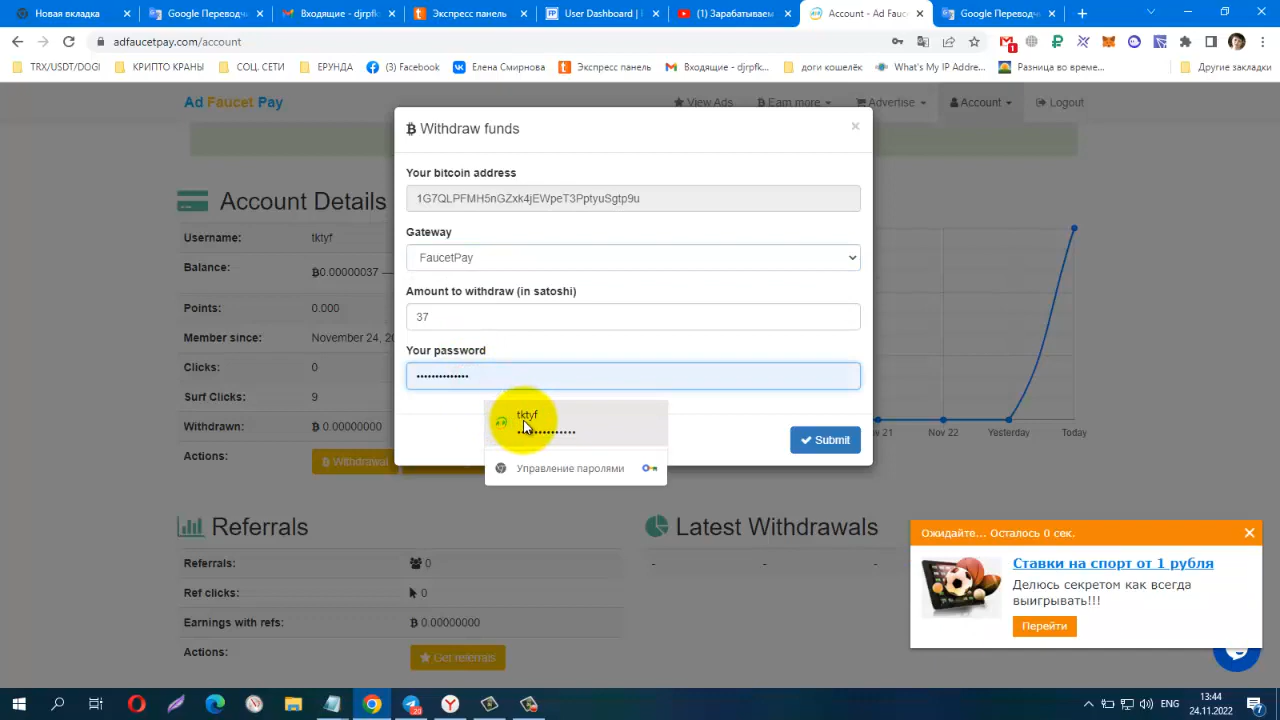 Новая вкладка
Google Переводч
Входящие - djrpfk
Экспресс панель
User Dashboard |
(1) Зарабатываем
Account - Ad Fauc
Google Переводч
adfaucetpay.com/account
1
TRX/USDT/DOGI
КРИПТО КРАНЫ
СОЦ. СЕТИ
ЕРУНДА
(3) Facebook
Елена Смирнова
Экспресс панель
Входящие - djrpfk...
доги кошелёк
What's My IP Addre...
Разница во време...
Другие закладки
Ad Faucet Pay
View Ads
Earn more
Advertise
Account
Logout
Withdraw funds
×
Your bitcoin address
1G7QLPFMH5nGZxk4jEWpeT3PptyuSgtp9u
Gateway
FaucetPay
Amount to withdraw (in satoshi)
37
Your password
••••••••••••••
tktyf
Управление паролями
Submit
Account Details
Username: tktyf
Balance: ₿0.00000037 —
Points: 0.000
Member since: November 24, 20
Clicks: 0
Surf Clicks: 9
Withdrawn: ₿ 0.00000000
Actions: Withdrawal
ov 21
Nov 22
Yesterday
Today
Referrals
Referrals: 0
Ref clicks: 0
Earnings with refs: ₿ 0.00000000
Actions: Get referrals
Latest Withdrawals
- - -
Ожидайте... Осталось 0 сек.
Ставки на спорт от 1 рубля
Делюсь секретом как всегда
выигрывать!!!
Перейти
20
ENG
13:44
24.11.2022
7